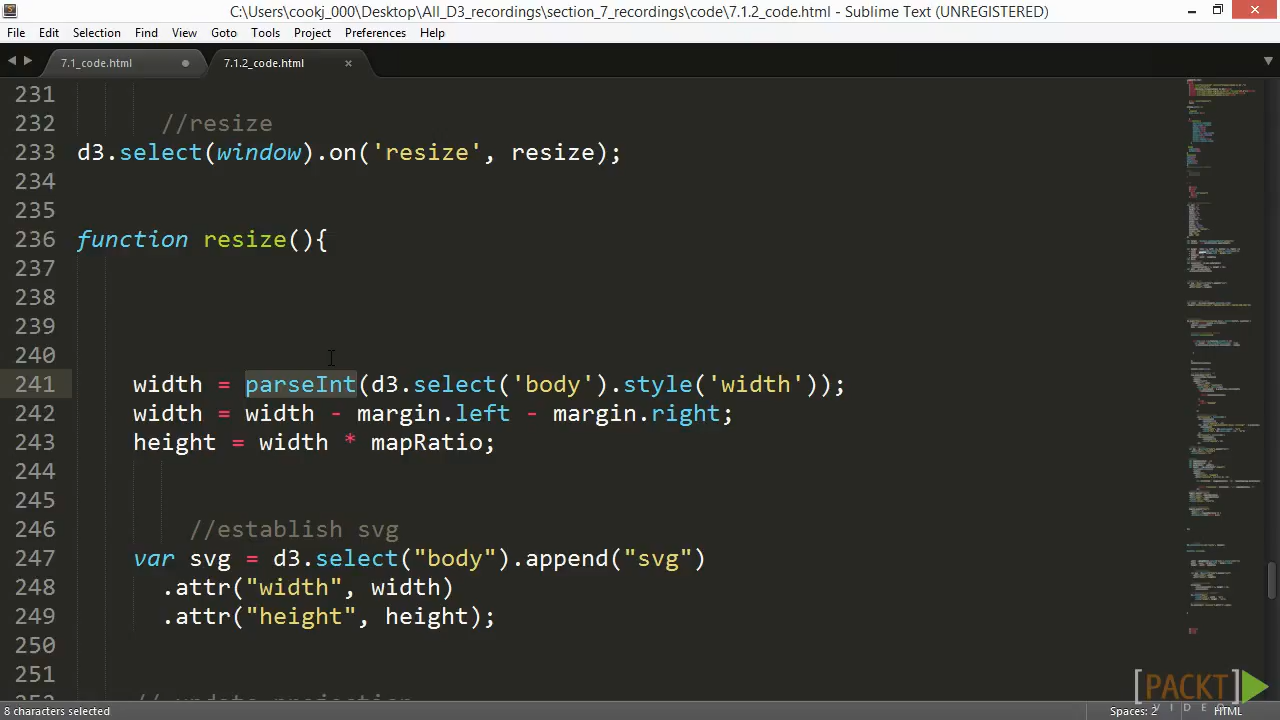 C:\Users\cookj_000\Desktop\All_D3_recordings\section_7_recordings\code\7.1.2_code.html - Sublime Text (UNREGISTERED)
File Edit Selection Find View Goto Tools Project Preferences Help
7.1_code.html 7.1.2_code.html
231
232 //resize
233 d3.select(window).on('resize', resize);
234
235
236 function resize(){
237
238
239
240
241 width = parseInt(d3.select('body').style('width'));
242 width = width - margin.left - margin.right;
243 height = width * mapRatio;
244
245
246 //establish svg
247 var svg = d3.select("body").append("svg")
248 .attr("width", width)
249 .attr("height", height);
250
251
252 // update projection
[PACKT]
VIDEO
8 characters selected Spaces: 2 HTML